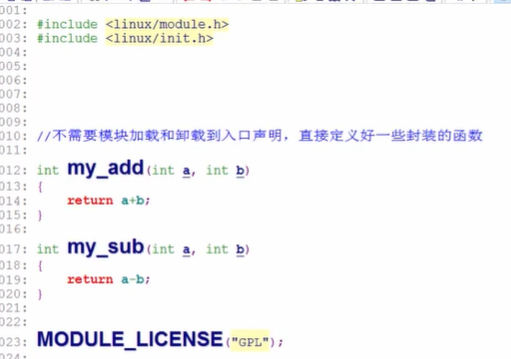 001:
002: #include <linux/module.h>
003: #include <linux/init.h>
004:
005:
006:
007:
008:
009:
010: //不需要模块加载和卸载到入口声明，直接定义好一些封装的函数
011:
012: int my_add(int a, int b)
013: {
014: return a+b;
015: }
016:
017: int my_sub(int a, int b)
018: {
019: return a-b;
020: }
021:
022:
023: MODULE_LICENSE("GPL");
024: